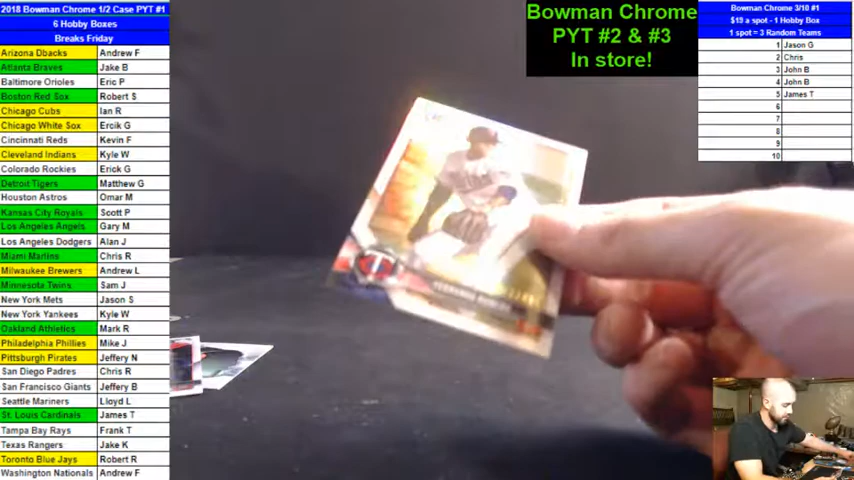 2018 Bowman Chrome 1/2 Case PYT #1
6 Hobby Boxes
Breaks Friday
Arizona Dbacks Andrew F
Atlanta Braves Jake B
Baltimore Orioles Eric P
Boston Red Sox Robert S
Chicago Cubs Ian R
Chicago White Sox Ercik G
Cincinnati Reds Kevin F
Cleveland Indians Kyle W
Colorado Rockies Erick G
Detroit Tigers Matthew G
Houston Astros Omar M
Kansas City Royals Scott P
Los Angeles Angels Gary M
Los Angeles Dodgers Alan J
Miami Marlins Chris R
Milwaukee Brewers Andrew L
Minnesota Twins Sam J
New York Mets Jason S
New York Yankees Kyle W
Oakland Athletics Mark R
Philadelphia Phillies Mike J
Pittsburgh Pirates Jeffery N
San Diego Padres Chris R
San Francisco Giants Jeffery B
Seattle Mariners Lloyd L
St. Louis Cardinals James T
Tampa Bay Rays Frank T
Texas Rangers Jake K
Toronto Blue Jays Robert R
Washington Nationals Andrew F
Bowman Chrome
PYT #2 & #3
In store!
Bowman Chrome 3/10 #1
$19 a spot - 1 Hobby Box
1 spot = 3 Random Teams
1 Jason G
2 Chris
3 John B
4 John B
5 James T
6
7
8
9
10